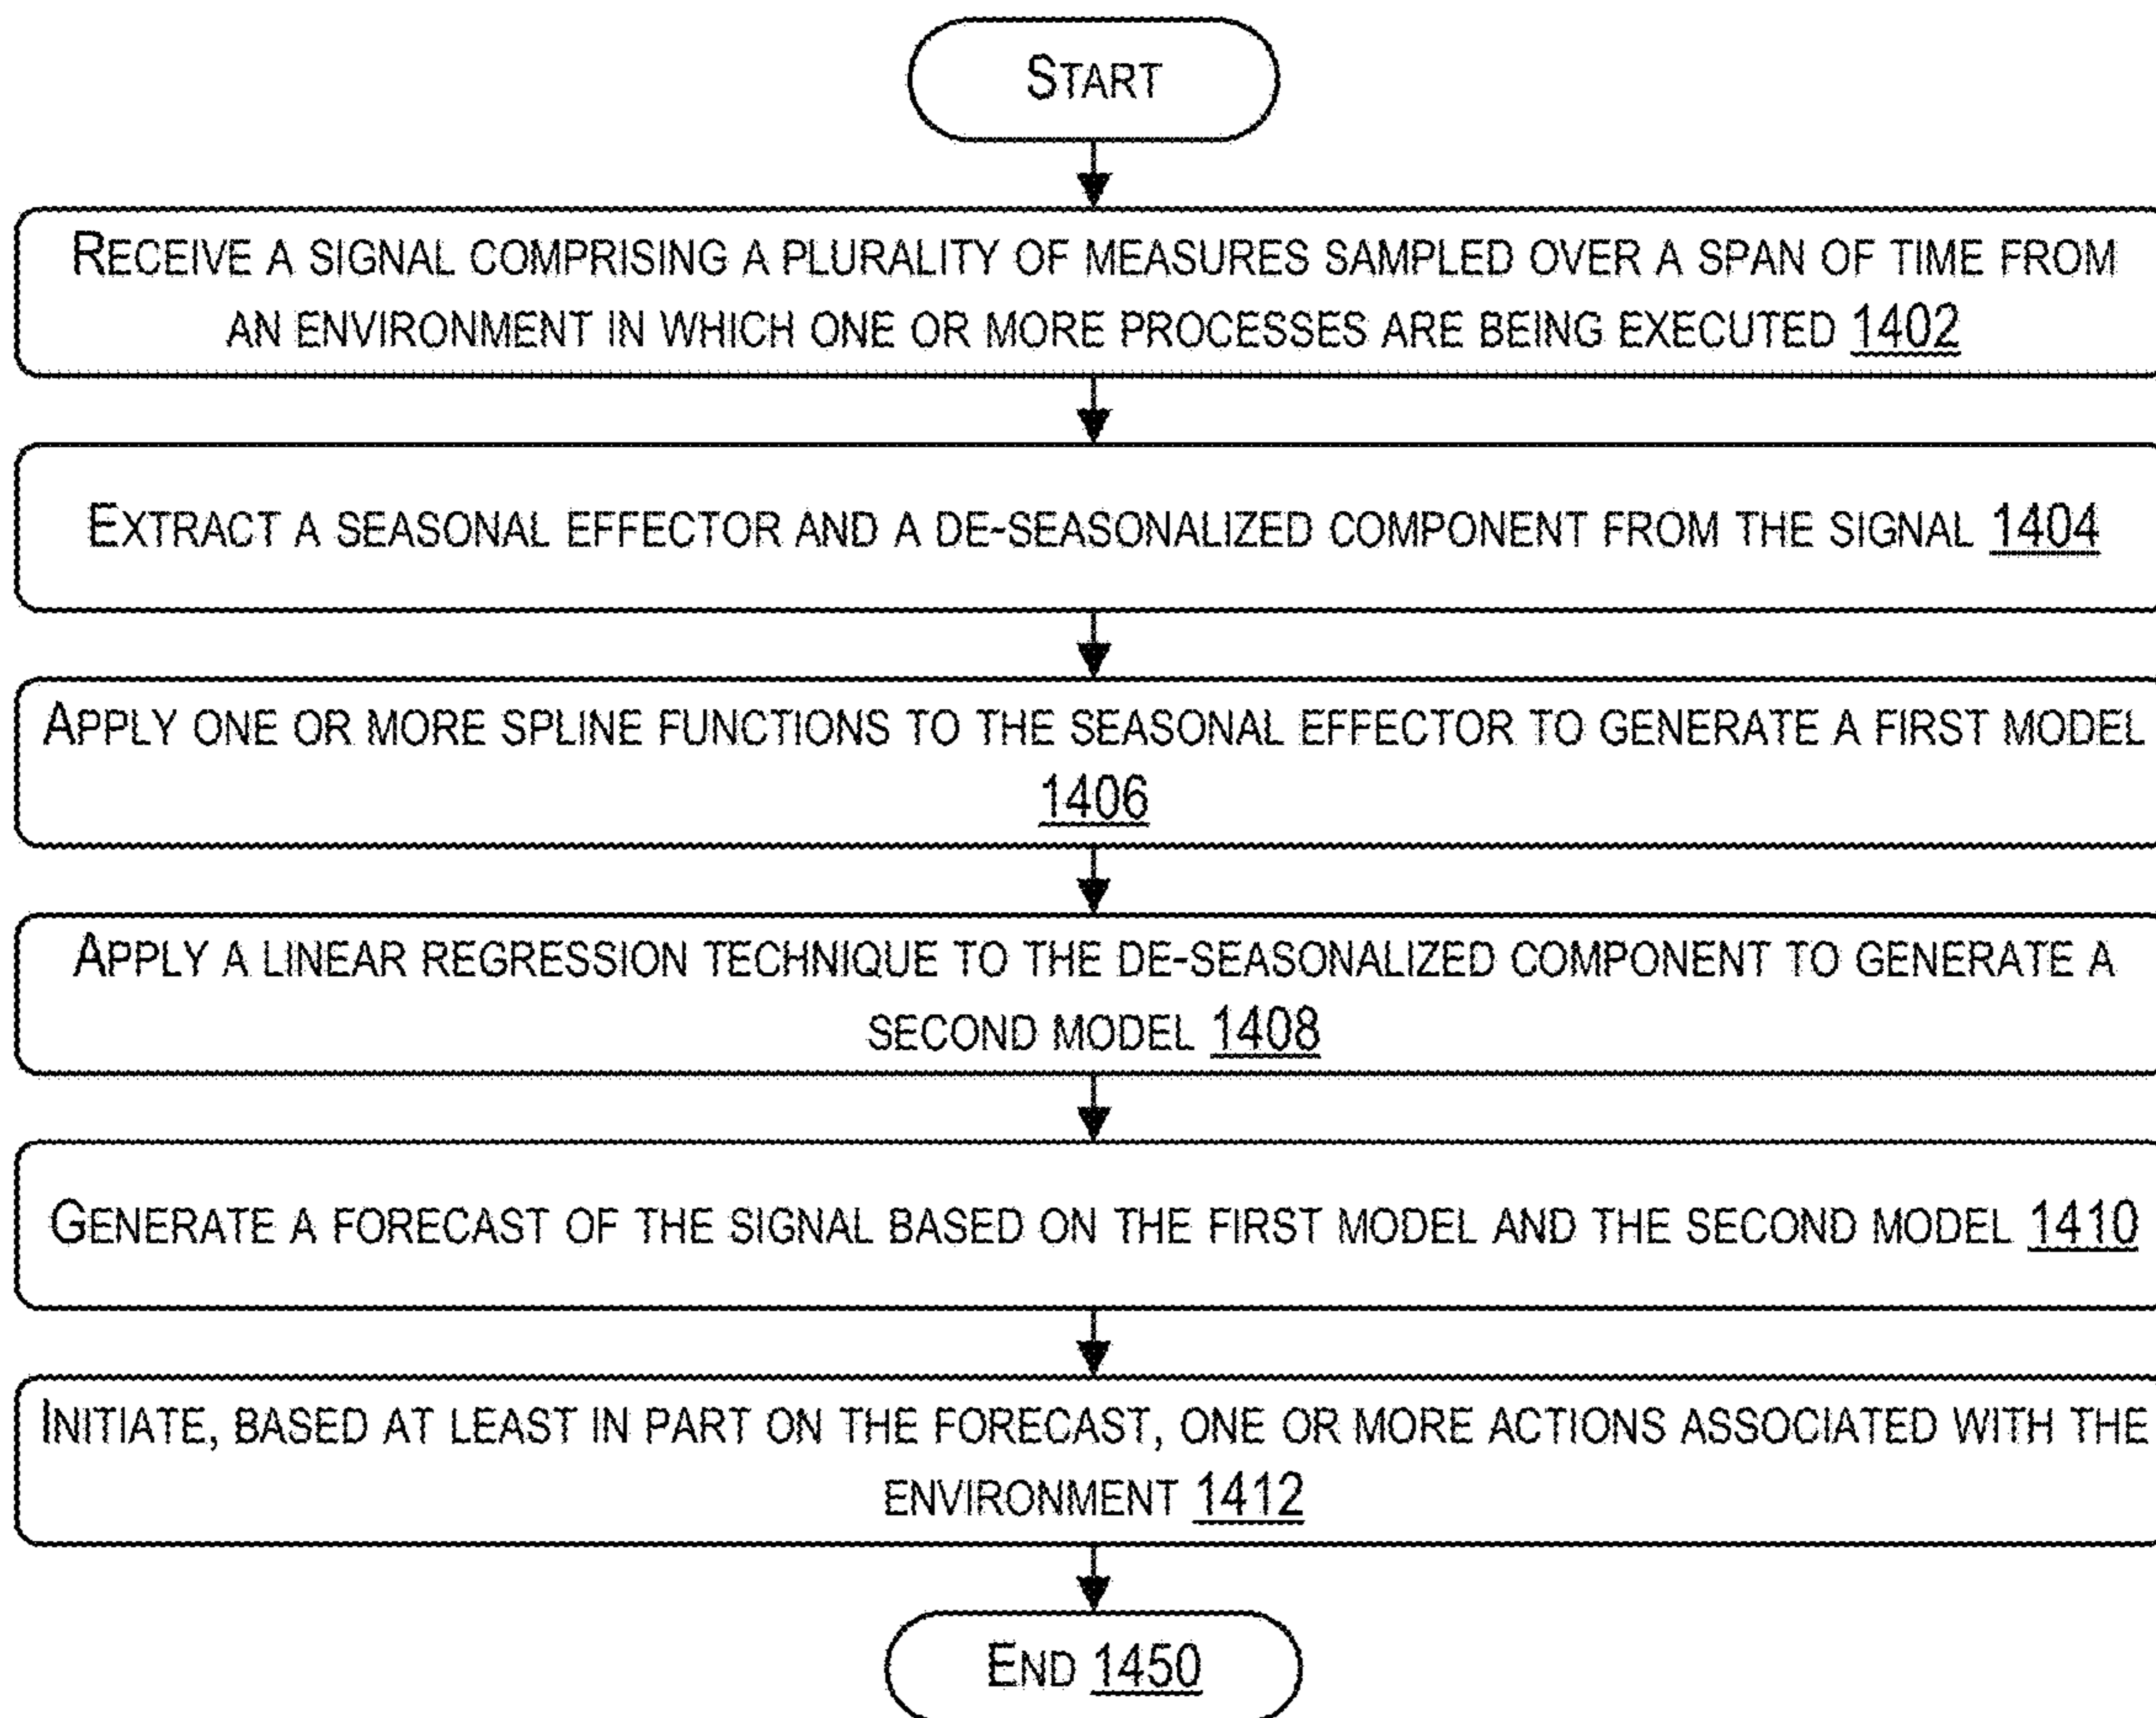 START
RECEIVE A SIGNAL COMPRISING A PLURALITY OF MEASURES SAMPLED OVER A SPAN OF TIME FROM
AN ENVIRONMENT IN WHICH ONE OR MORE PROCESSES ARE BEING EXECUTED 1402
EXTRACT A SEASONAL EFFECTOR AND A DE-SEASONALIZED COMPONENT FROM THE SIGNAL 1404
APPLY ONE OR MORE SPLINE FUNCTIONS TO THE SEASONAL EFFECTOR TO GENERATE A FIRST MODEL
1406
APPLY A LINEAR REGRESSION TECHNIQUE TO THE DE-SEASONALIZED COMPONENT TO GENERATE A
SECOND MODEL 1408
GENERATE A FORECAST OF THE SIGNAL BASED ON THE FIRST MODEL AND THE SECOND MODEL 1410
INITIATE, BASED AT LEAST IN PART ON THE FORECAST, ONE OR MORE ACTIONS ASSOCIATED WITH THE
ENVIRONMENT 1412
END 1450